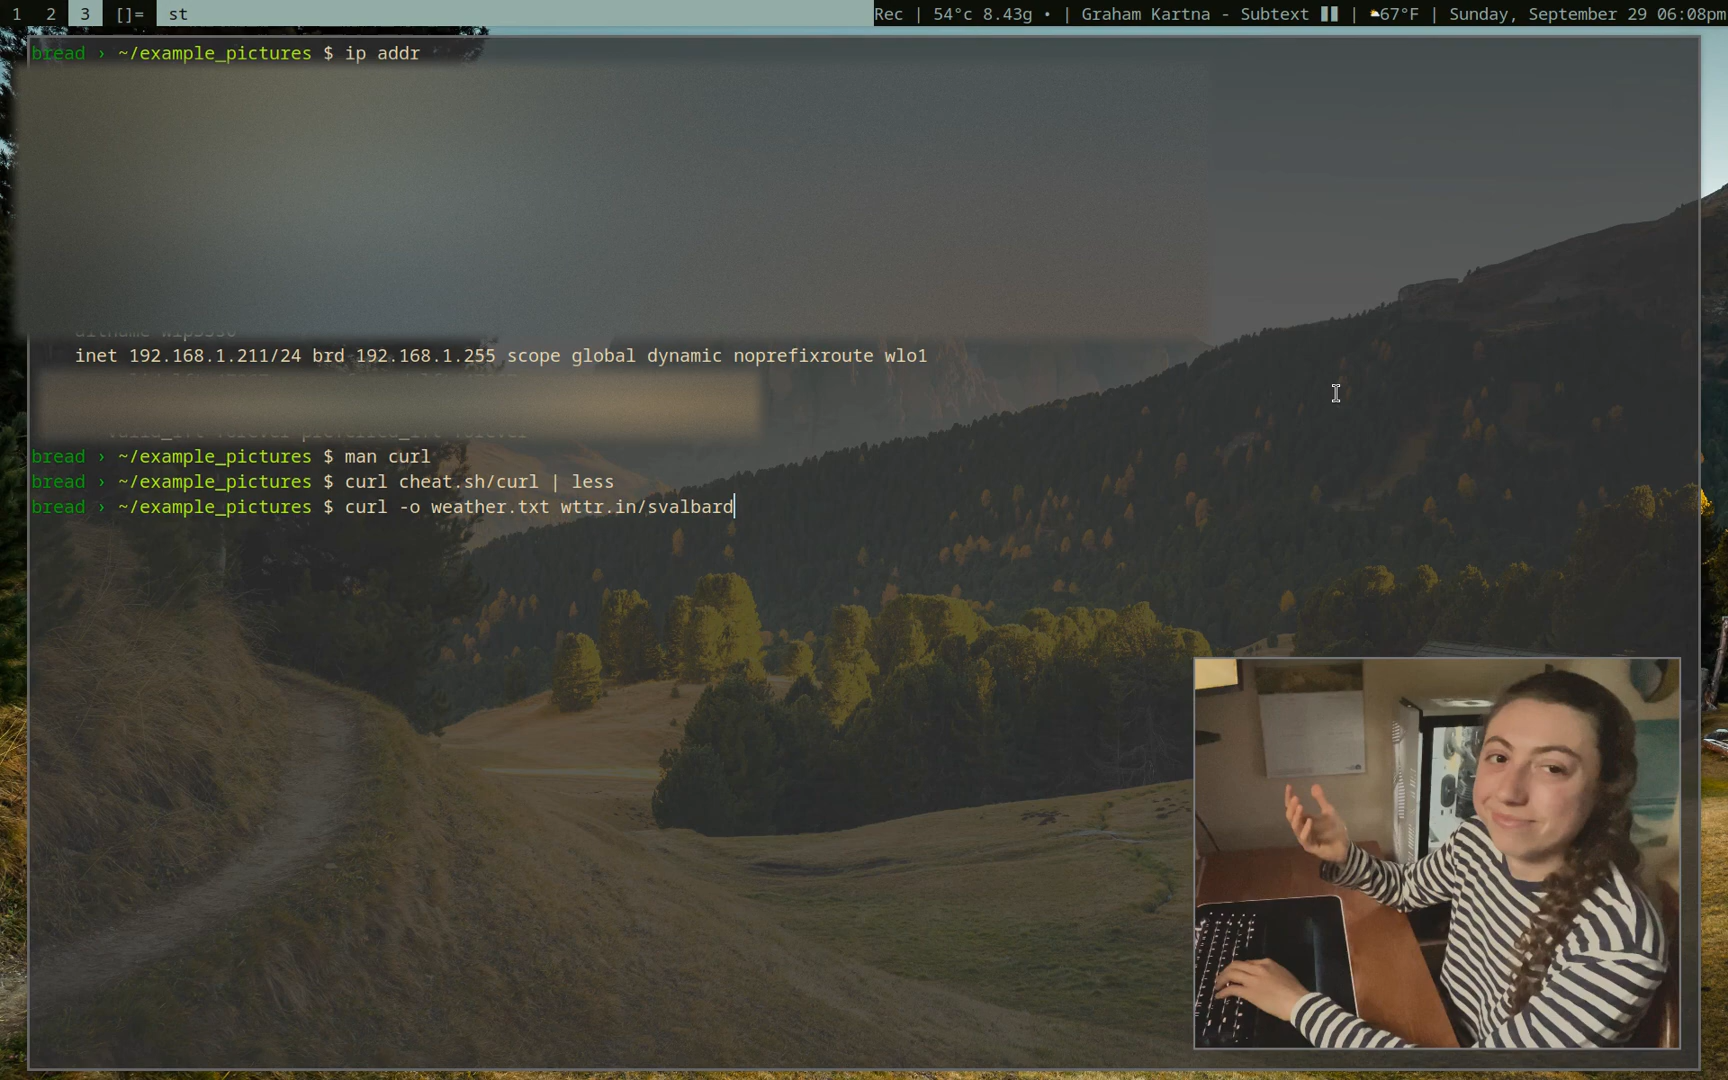 1 2 3 []= st Rec | 54°c 8.43g • | Graham Kartna - Subtext ▮▮ | ⛅67°F | Sunday, September 29 06:08pm
bread › ~/example_pictures $ ip addr
inet 192.168.1.211/24 brd 192.168.1.255 scope global dynamic noprefixroute wlo1
bread › ~/example_pictures $ man curl
bread › ~/example_pictures $ curl cheat.sh/curl | less
bread › ~/example_pictures $ curl -o weather.txt wttr.in/svalbard